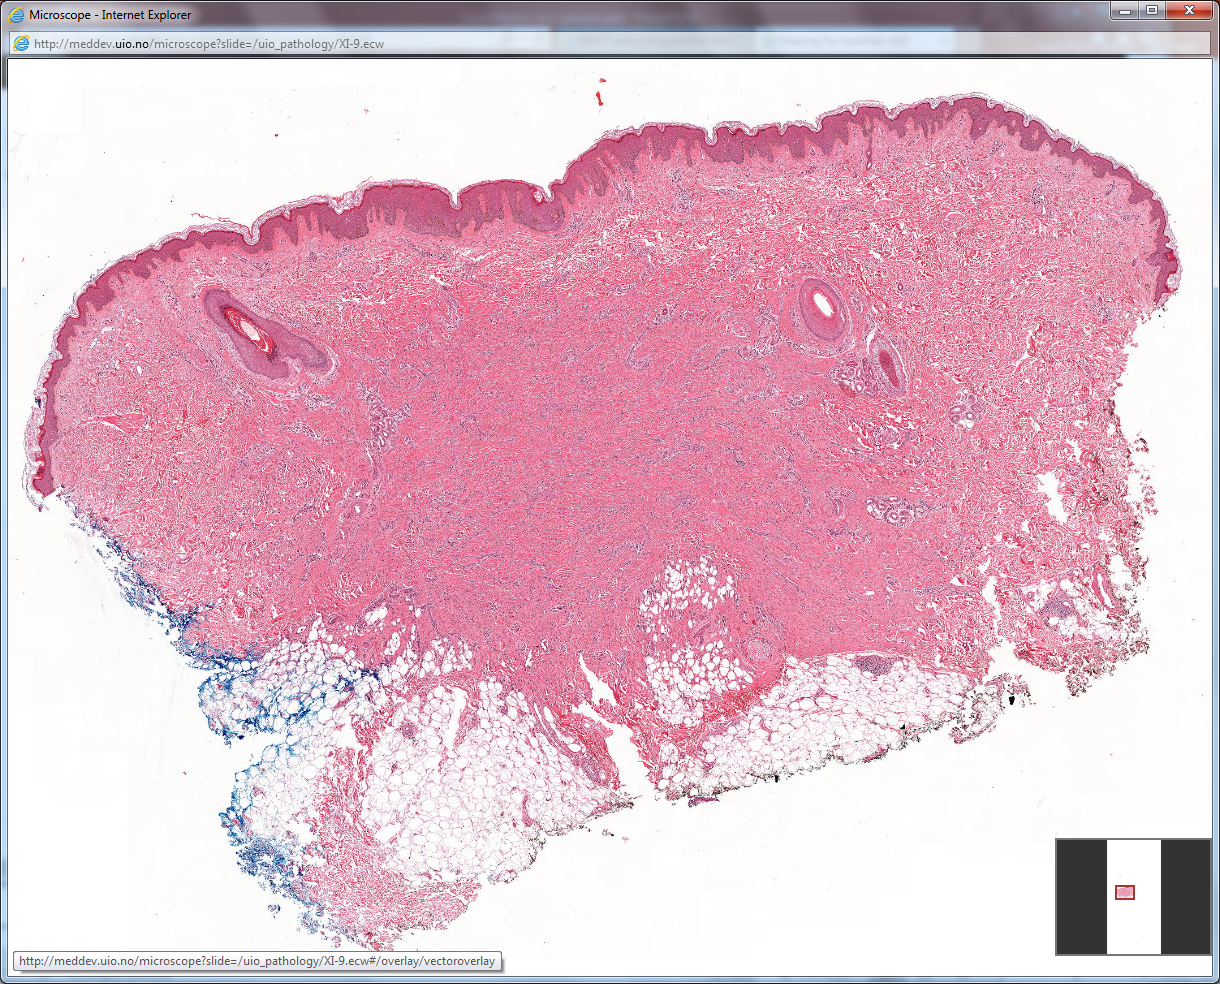 Microscope - Internet Explorer
http://meddev.uio.no/microscope?slide=/uio_pathology/XI-9.ecw
http://meddev.uio.no/microscope?slide=/uio_pathology/XI-9.ecw#/overlay/vectoroverlay